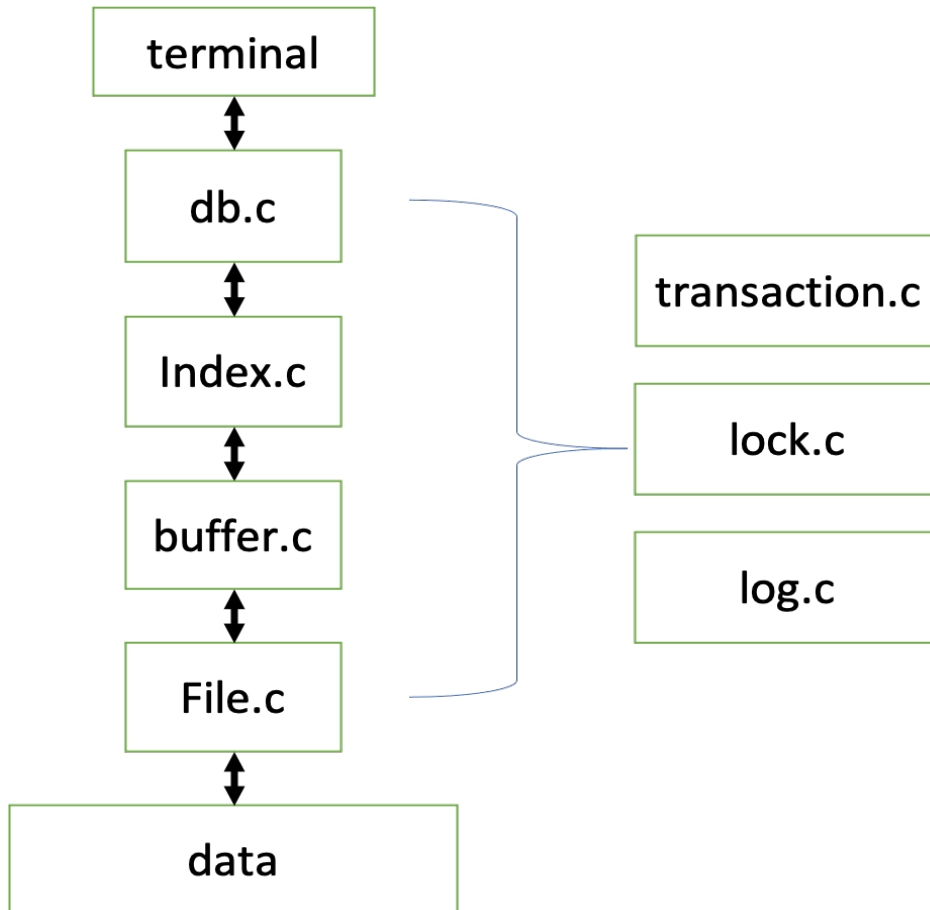 terminal
db.c
Index.c
buffer.c
File.c
data
transaction.c
lock.c
log.c